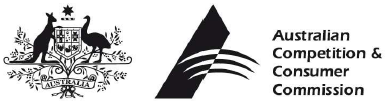 AUSTRALIA
Australian
Competition &
Consumer
Commission